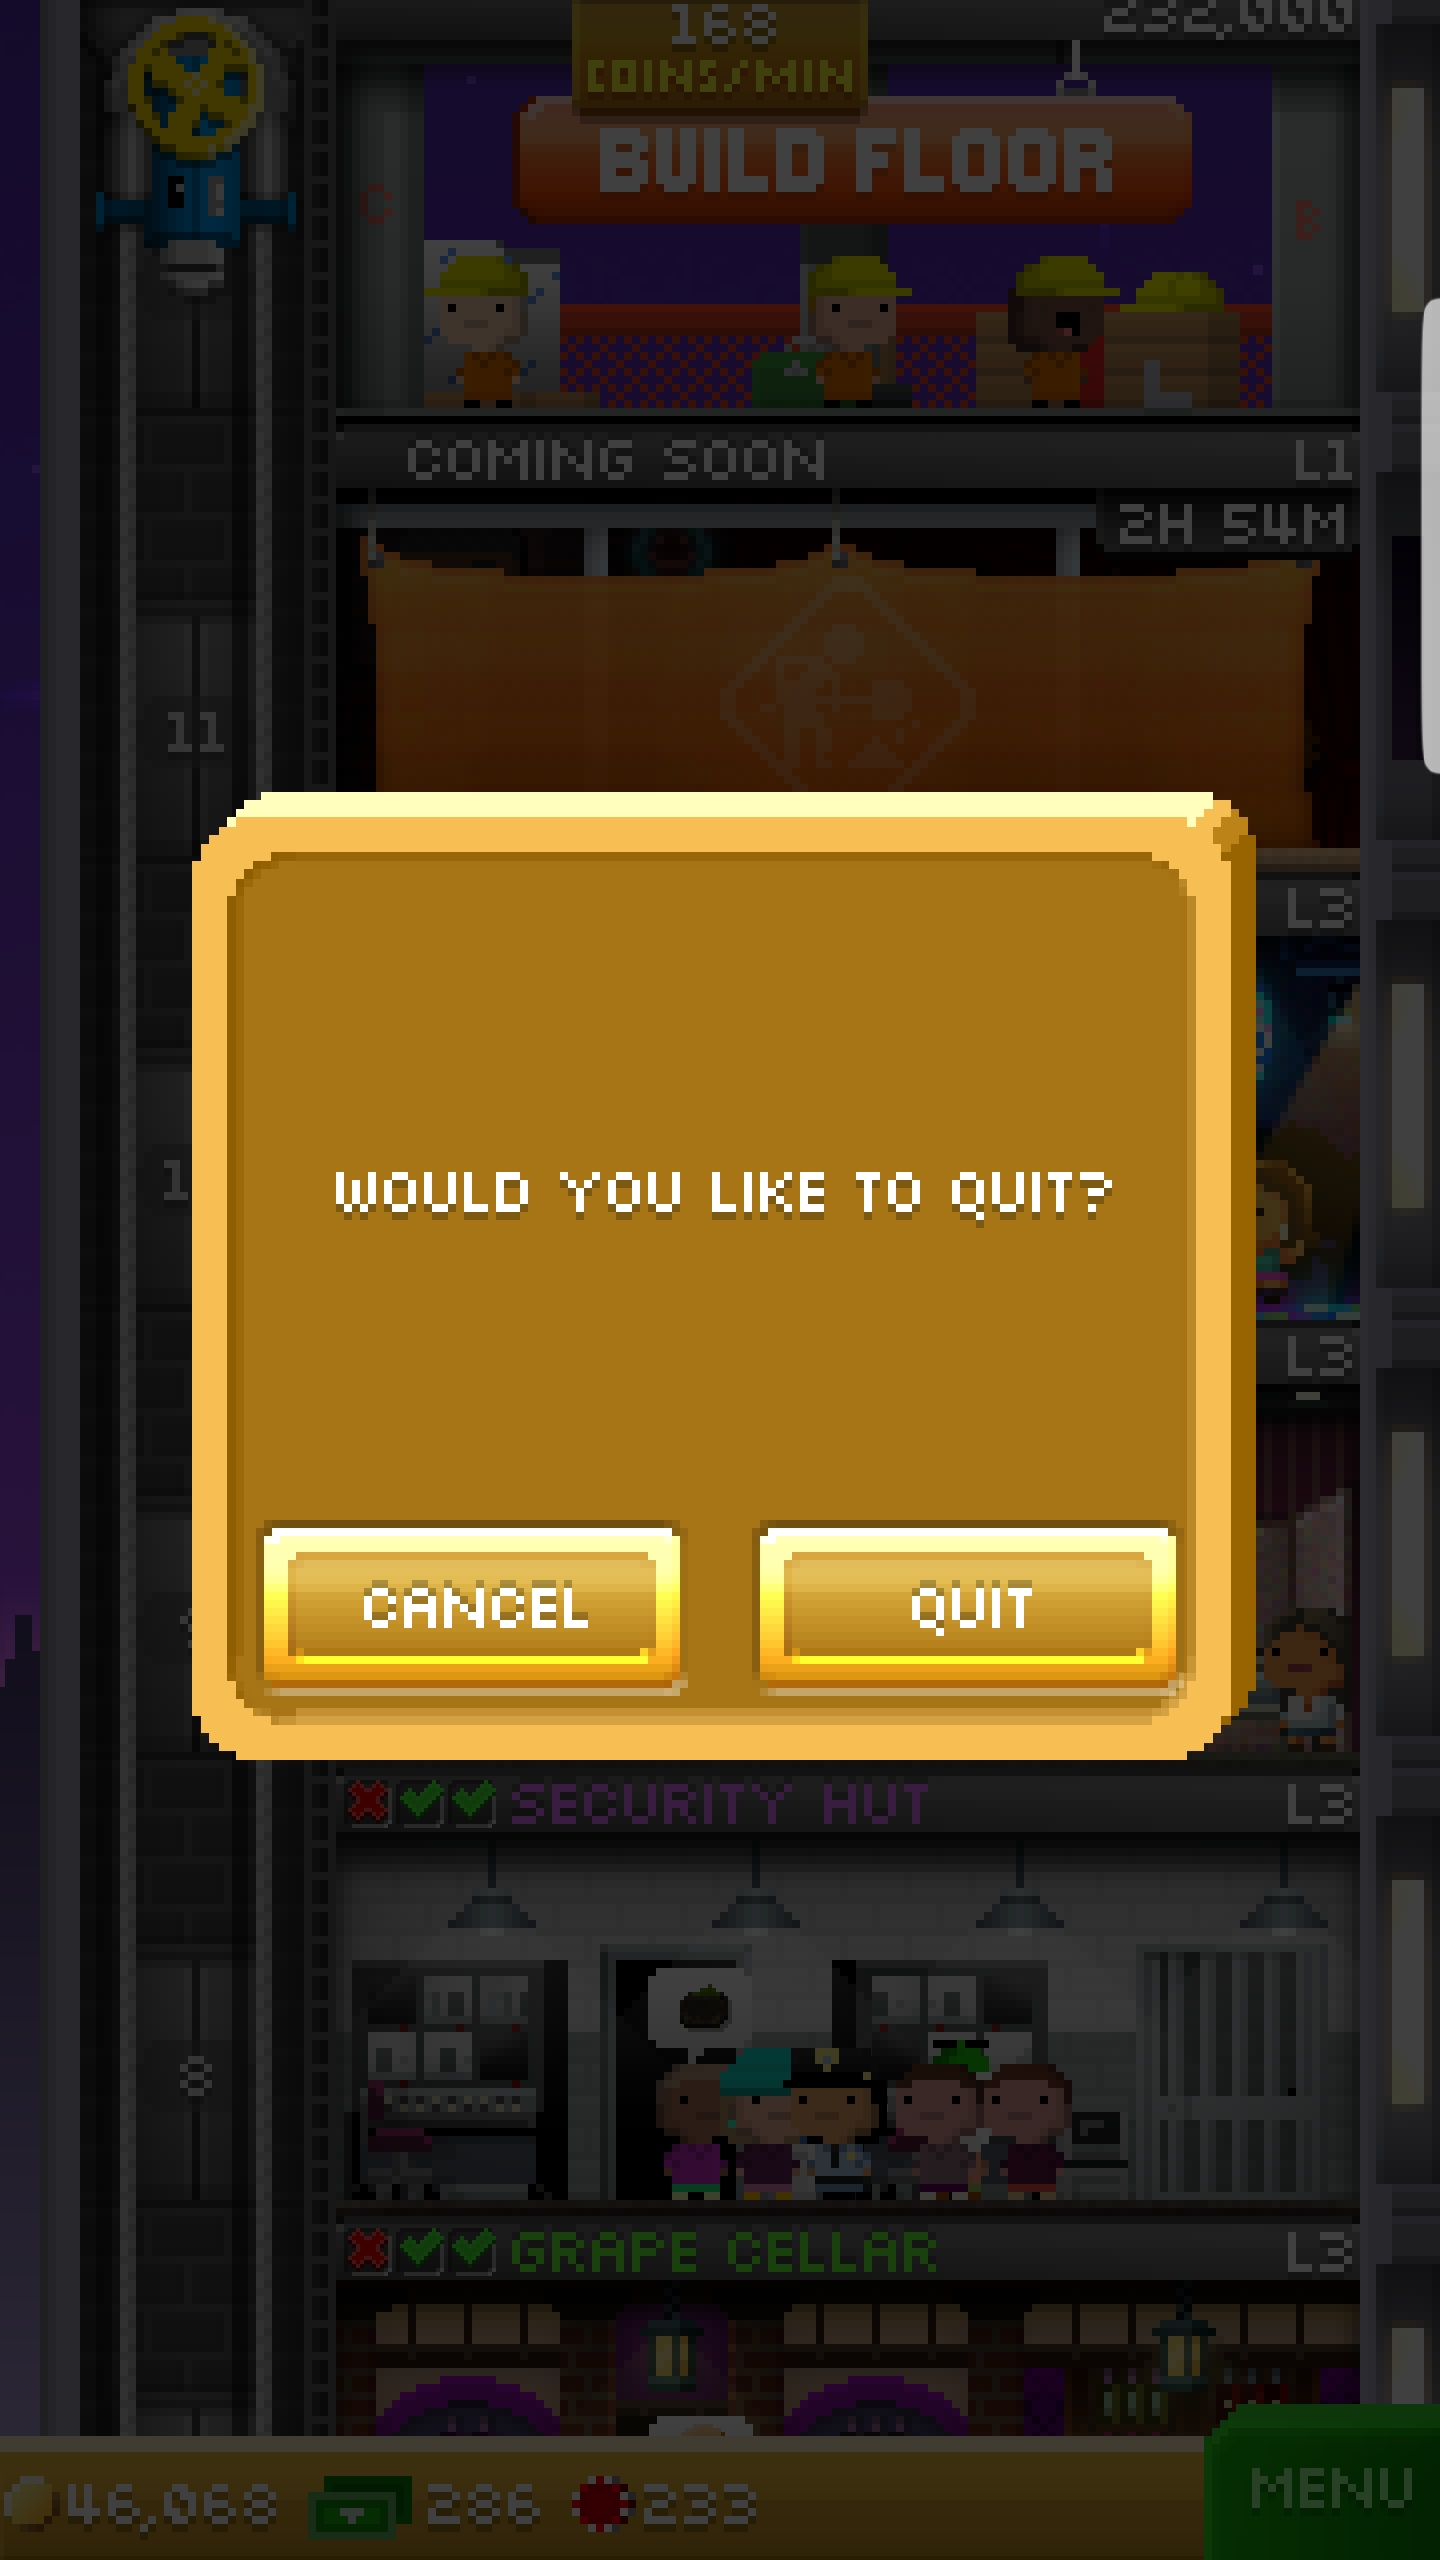 168
232,000
COINS/MIN
BUILD FLOOR
C
B
COMING SOON L1
2H 54M
11
L3
WOULD YOU LIKE TO QUIT?
L3
CANCEL QUIT
SECURITY HUT L3
8
GRAPE CELLAR L3
46,068 286 233
MENU